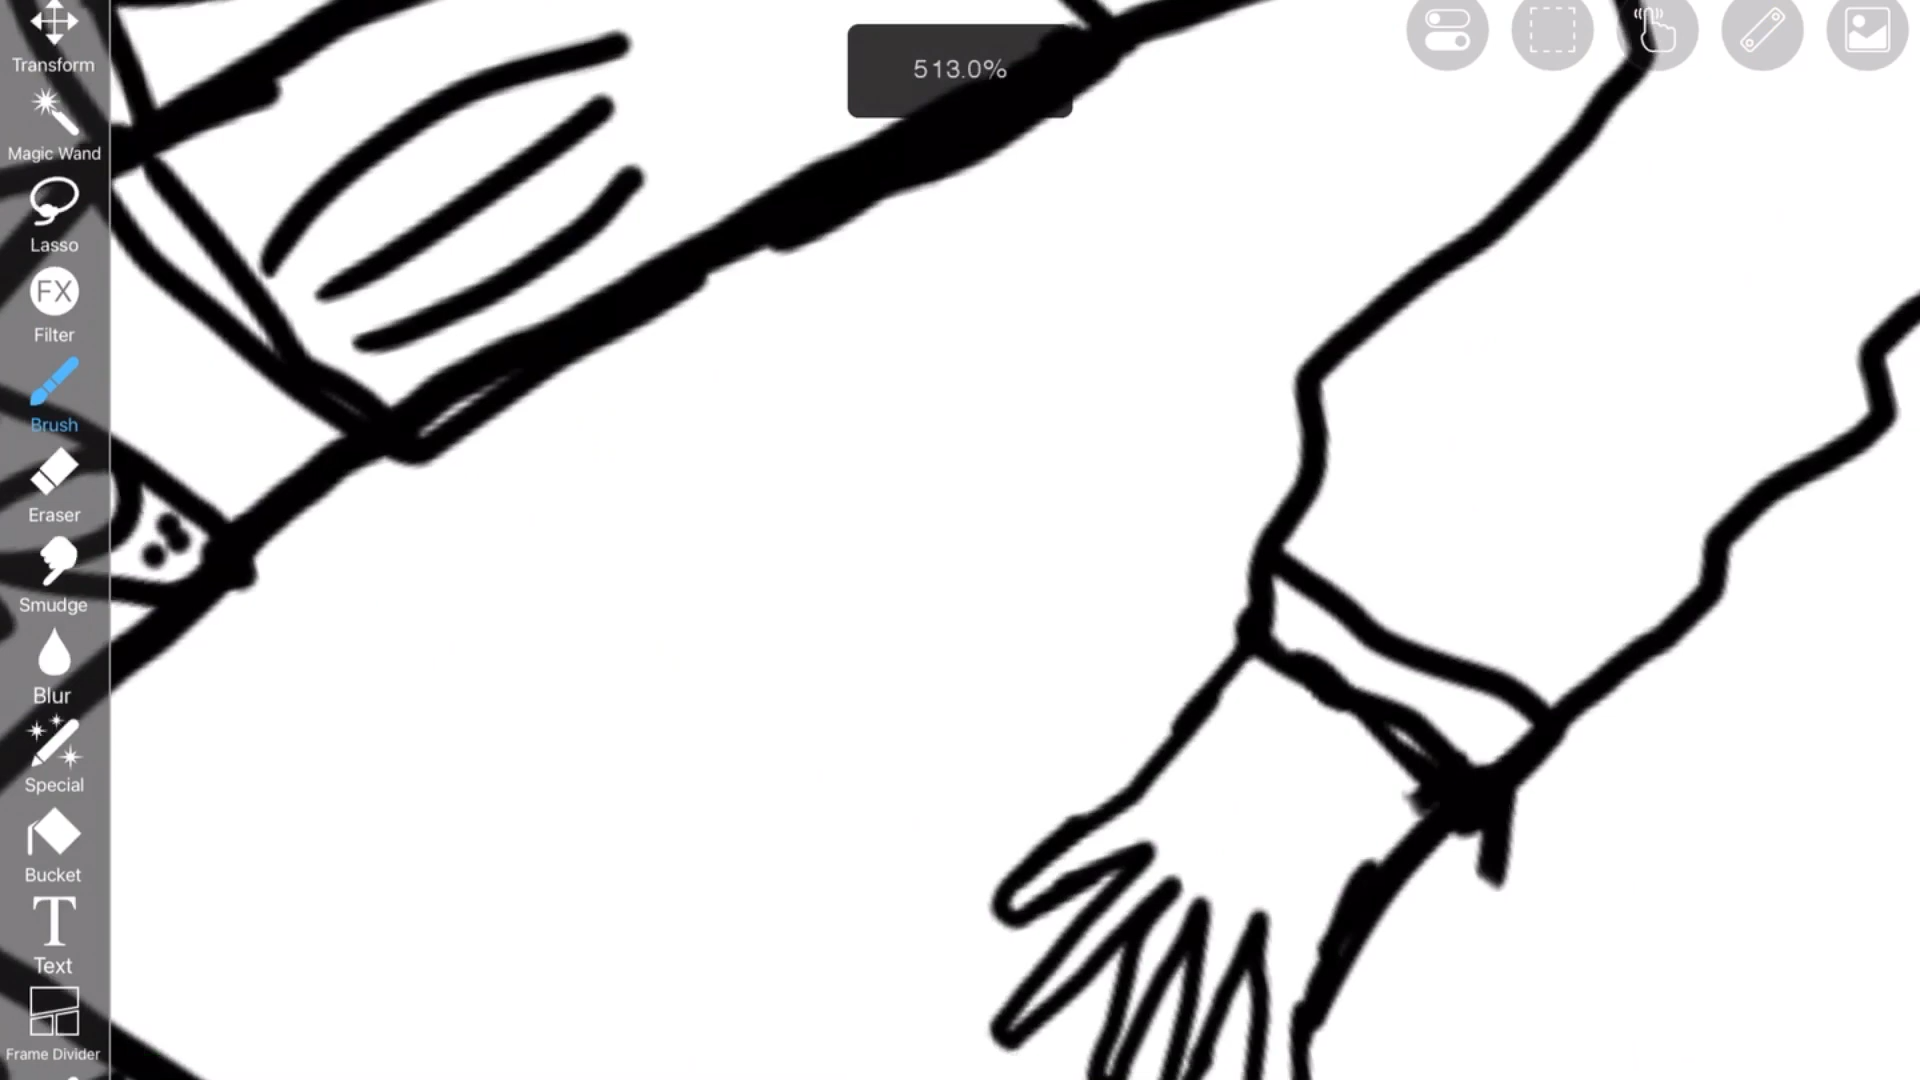 Transform
513.0%
Magic Wand
Lasso
FX
Filter
Brush
Eraser
Smudge
Blur
Special
Bucket
T
Text
Frame Divider